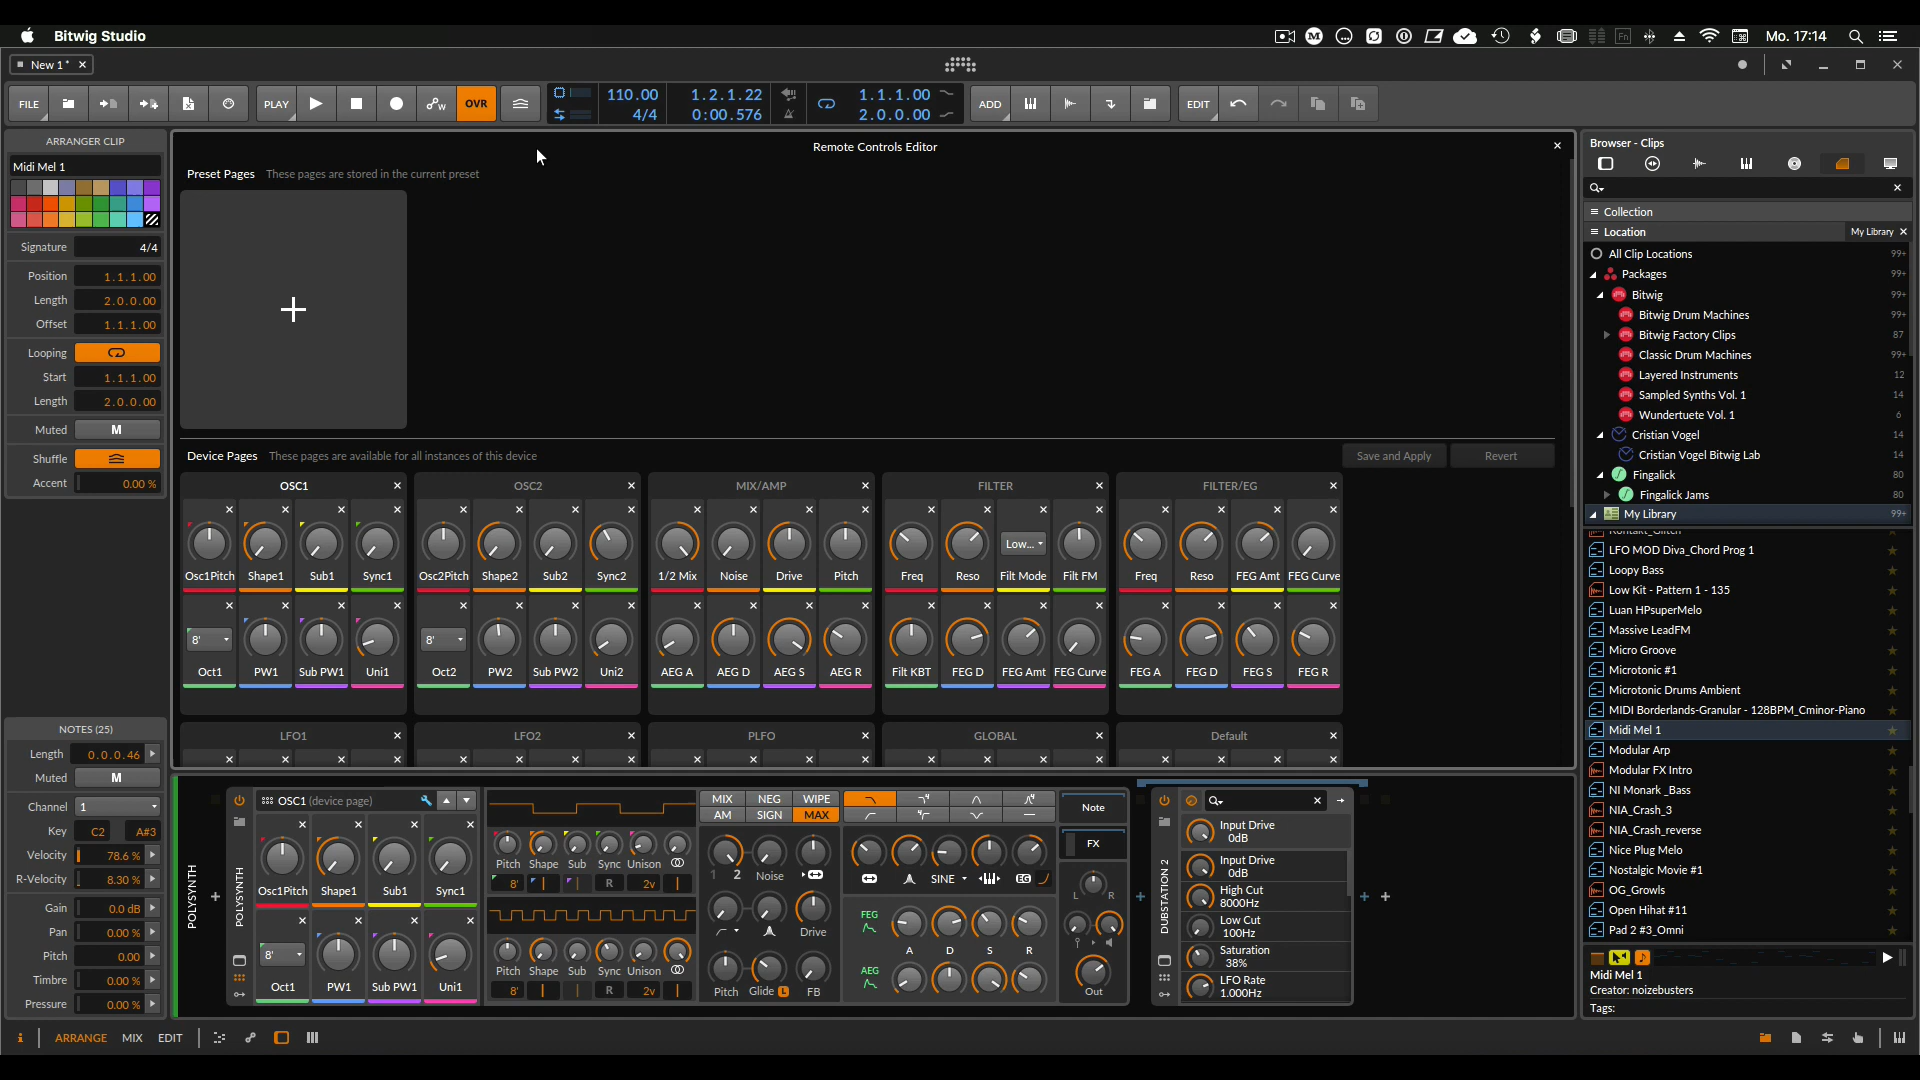 Bitwig Studio
Mo. 17:14
New 1 *
FILE
PLAY
OVR
110.00
4/4
1.2.1.22
0:00.576
1.1.1.00
2.0.0.00
ADD
EDIT
ARRANGER CLIP
Midi Mel 1
Signature 4/4
Position 1.1.1.00
Length 2.0.0.00
Offset 1.1.1.00
Looping
Start 1.1.1.00
Length 2.0.0.00
Muted M
Shuffle
Accent 0.00 %
NOTES (25)
Length 0.0.0.46
Muted M
Channel 1
Key C2 A#3
Velocity 78.6 %
R-Velocity 8.30 %
Gain 0.0 dB
Pan 0.00 %
Pitch 0.00
Timbre 0.00 %
Pressure 0.00 %
Remote Controls Editor
Preset Pages These pages are stored in the current preset
Device Pages These pages are available for all instances of this device
Save and Apply Revert
OSC1 OSC2 MIX/AMP FILTER FILTER/EG
Low...
Osc1Pitch Shape1 Sub1 Sync1 Osc2Pitch Shape2 Sub2 Sync2 1/2 Mix Noise Drive Pitch Freq Reso Filt Mode Filt FM Freq Reso FEG Amt FEG Curve
8' 8'
Oct1 PW1 Sub PW1 Uni1 Oct2 PW2 Sub PW2 Uni2 AEG A AEG D AEG S AEG R Filt KBT FEG D FEG Amt FEG Curve FEG A FEG D FEG S FEG R
LFO1 LFO2 PLFO GLOBAL Default
POLYSYNTH
POLYSYNTH
OSC1 (device page)
Osc1Pitch Shape1 Sub1 Sync1
8'
Oct1 PW1 Sub PW1 Uni1
Pitch Shape Sub Sync Unison
8' R 2v
Pitch Shape Sub Sync Unison
8' R 2v
MIX NEG WIPE
AM SIGN MAX
1 2 Noise
Drive
Pitch Glide L FB
SINE EG
FEG
A D S R
AEG
Note
FX
L R
Out
DUBSTATION 2
Input Drive
0dB
Input Drive
0dB
High Cut
8000Hz
Low Cut
100Hz
Saturation
38%
LFO Rate
1.000Hz
Browser - Clips
Collection
Location My Library
All Clip Locations 99+
Packages 99+
Bitwig 99+
Bitwig Drum Machines 99+
Bitwig Factory Clips 87
Classic Drum Machines 99+
Layered Instruments 12
Sampled Synths Vol. 1 14
Wundertuete Vol. 1 6
Cristian Vogel 14
Cristian Vogel Bitwig Lab 14
Fingalick 80
Fingalick Jams 80
My Library 99+
LFO MOD Diva_Chord Prog 1
Loopy Bass
Low Kit - Pattern 1 - 135
Luan HPsuperMelo
Massive LeadFM
Micro Groove
Microtonic #1
Microtonic Drums Ambient
MIDI Borderlands-Granular - 128BPM_Cminor-Piano
Midi Mel 1
Modular Arp
Modular FX Intro
NI Monark _Bass
NIA_Crash_3
NIA_Crash_reverse
Nice Plug Melo
Nostalgic Movie #1
OG_Growls
Open Hihat #11
Pad 2 #3_Omni
Midi Mel 1
Creator: noizebusters
Tags:
ARRANGE MIX EDIT